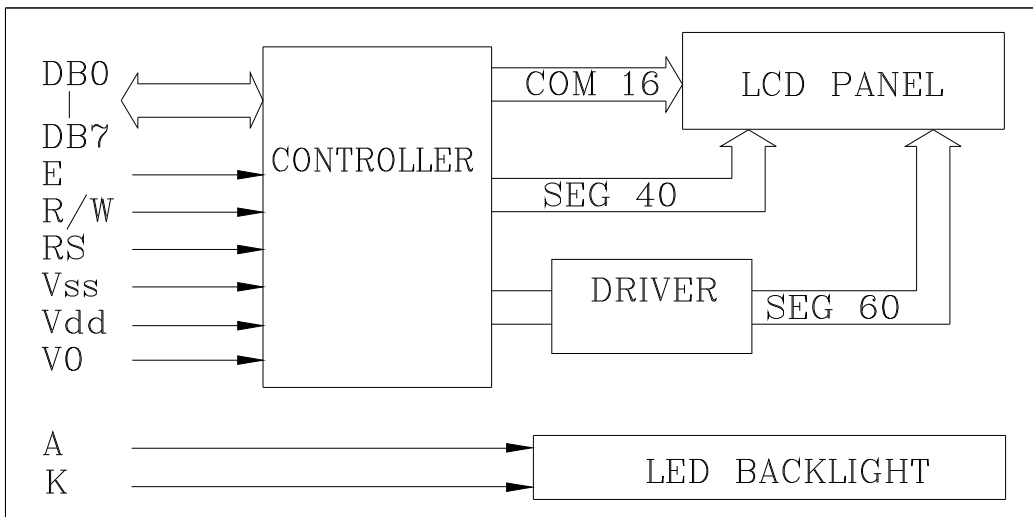 DB0
DB7
E
R/W
RS
Vss
Vdd
V0
A
K
CONTROLLER
COM 16
SEG 40
DRIVER
SEG 60
LCD PANEL
LED BACKLIGHT